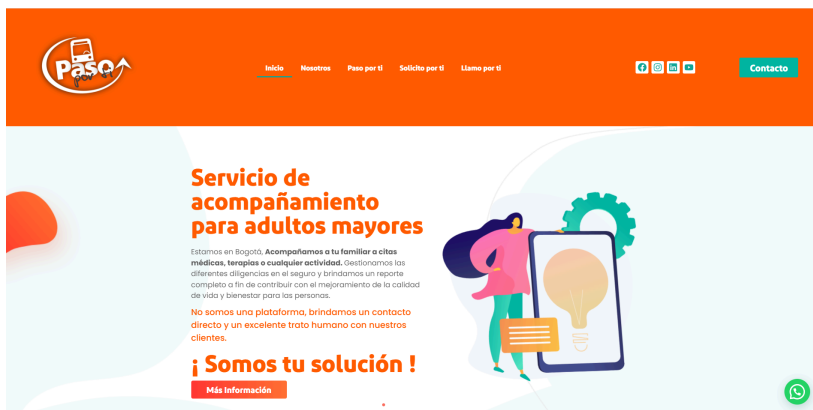 Paso
por ti
Inicio Nosotros Paso por ti Solicito por ti Llamo por ti
Contacto
Servicio de
acompañamiento
para adultos mayores
Estamos en Bogotá, Acompañamos a tu familiar a citas
médicas, terapias o cualquier actividad. Gestionamos las
diferentes diligencias en el seguro y brindamos un reporte
completo a fin de contribuir con el mejoramiento de la calidad
de vida y bienestar para las personas.
No somos una plataforma, brindamos un contacto
directo y un excelente trato humano con nuestros
clientes.
¡ Somos tu solución !
Más Información